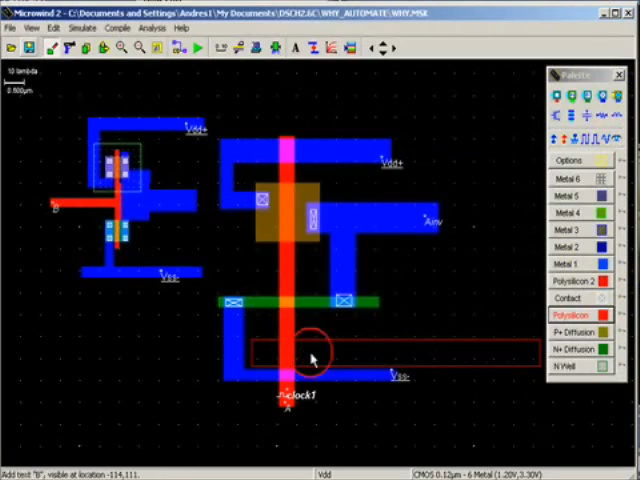 Microwind 2 - C:\Documents and Settings\Andres1\My Documents\DSCH2.6C\WHY_AUTOMATE\WHY.MSK
File View Edit Simulate Compile Analysis Help
10 lambda
0.600µm
Palette
Vdd+
Vdd+
Options
Metal 6
Metal 5
B
Metal 4
Ainv
Metal 3
Metal 2
Metal 1
Vss-
Polysilicon 2
Contact
Polysilicon
P+ Diffusion
N+ Diffusion
Vss-
N Well
clock1
A
Add text "B", visible at location -114,111.
Vdd
CMOS 0.12µm - 6 Metal (1.20V,3.30V)